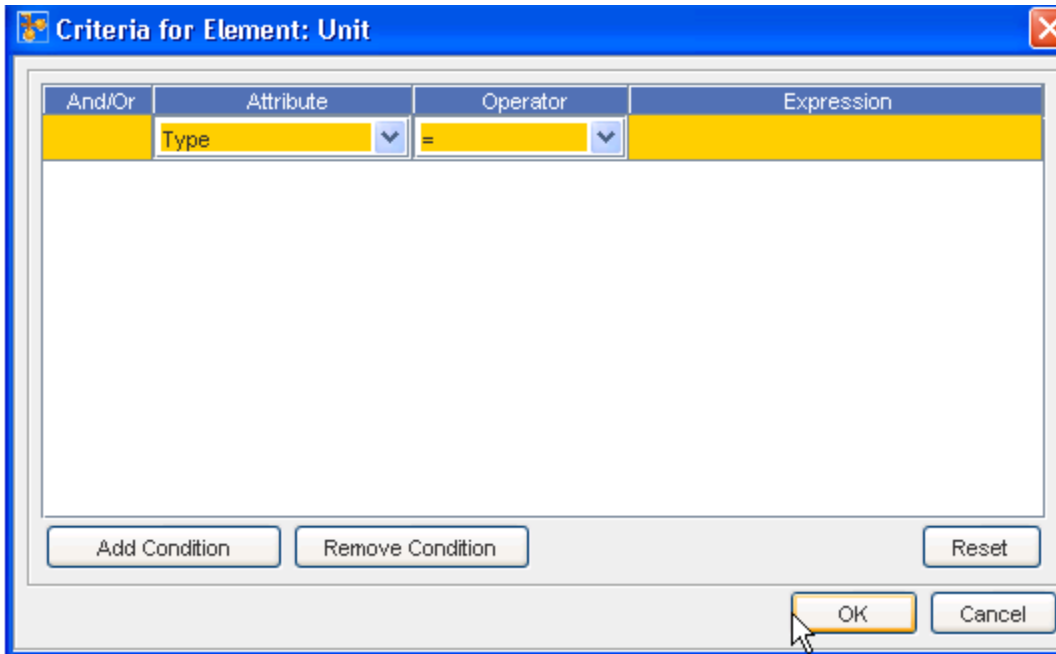 Criteria for Element: Unit
And/Or Attribute Operator Expression
Type =
Add Condition Remove Condition Reset
OK Cancel